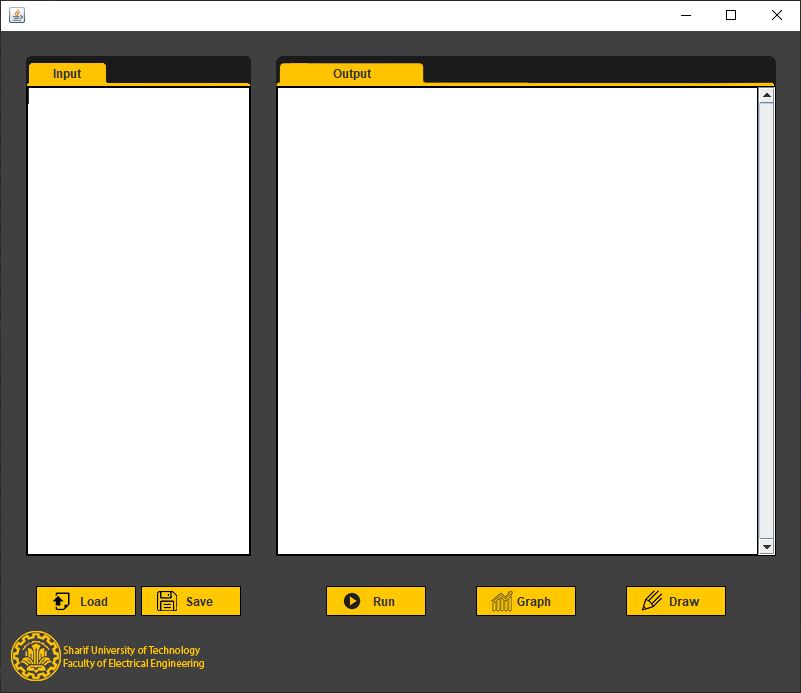 Input
Output
Load
Save
Run
Graph
Draw
Sharif University of Technology
Faculty of Electrical Engineering